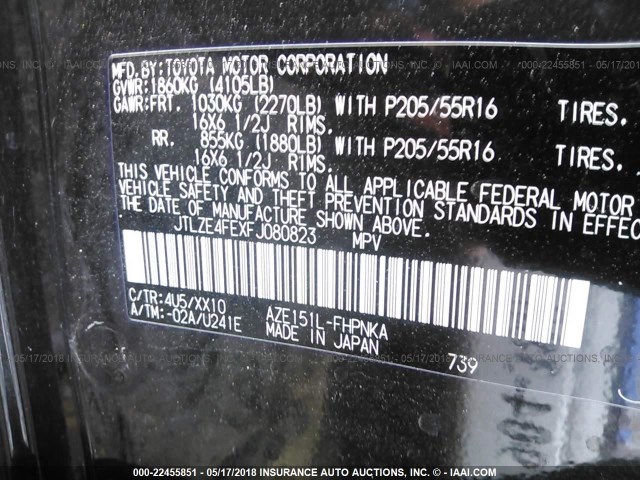 MFD.BY:TOYOTA MOTOR CORPORATION
GVWR:1860KG (4105LB)
GAWR:FRT. 1030KG (2270LB) WITH P205/55R16 TIRES.
16X6 1/2J RIMS.
RR. 855KG (1880LB) WITH P205/55R16 TIRES.
16X6 1/2J RIMS.
THIS VEHICLE CONFORMS TO ALL APPLICABLE FEDERAL MOTOR
VEHICLE SAFETY AND THEFT PREVENTION STANDARDS IN EFFEC
THE DATE OF MANUFACTURE SHOWN ABOVE.
JTLZE4FEXFJ080823 MPV
C/TR:4U5/XX10 AZE151L-FHPNKA
A/TM:-02A/U241E MADE IN JAPAN
739
000-22455851 - 05/17/2018 INSURANCE AUTO AUCTIONS, INC. - © IAAI.COM